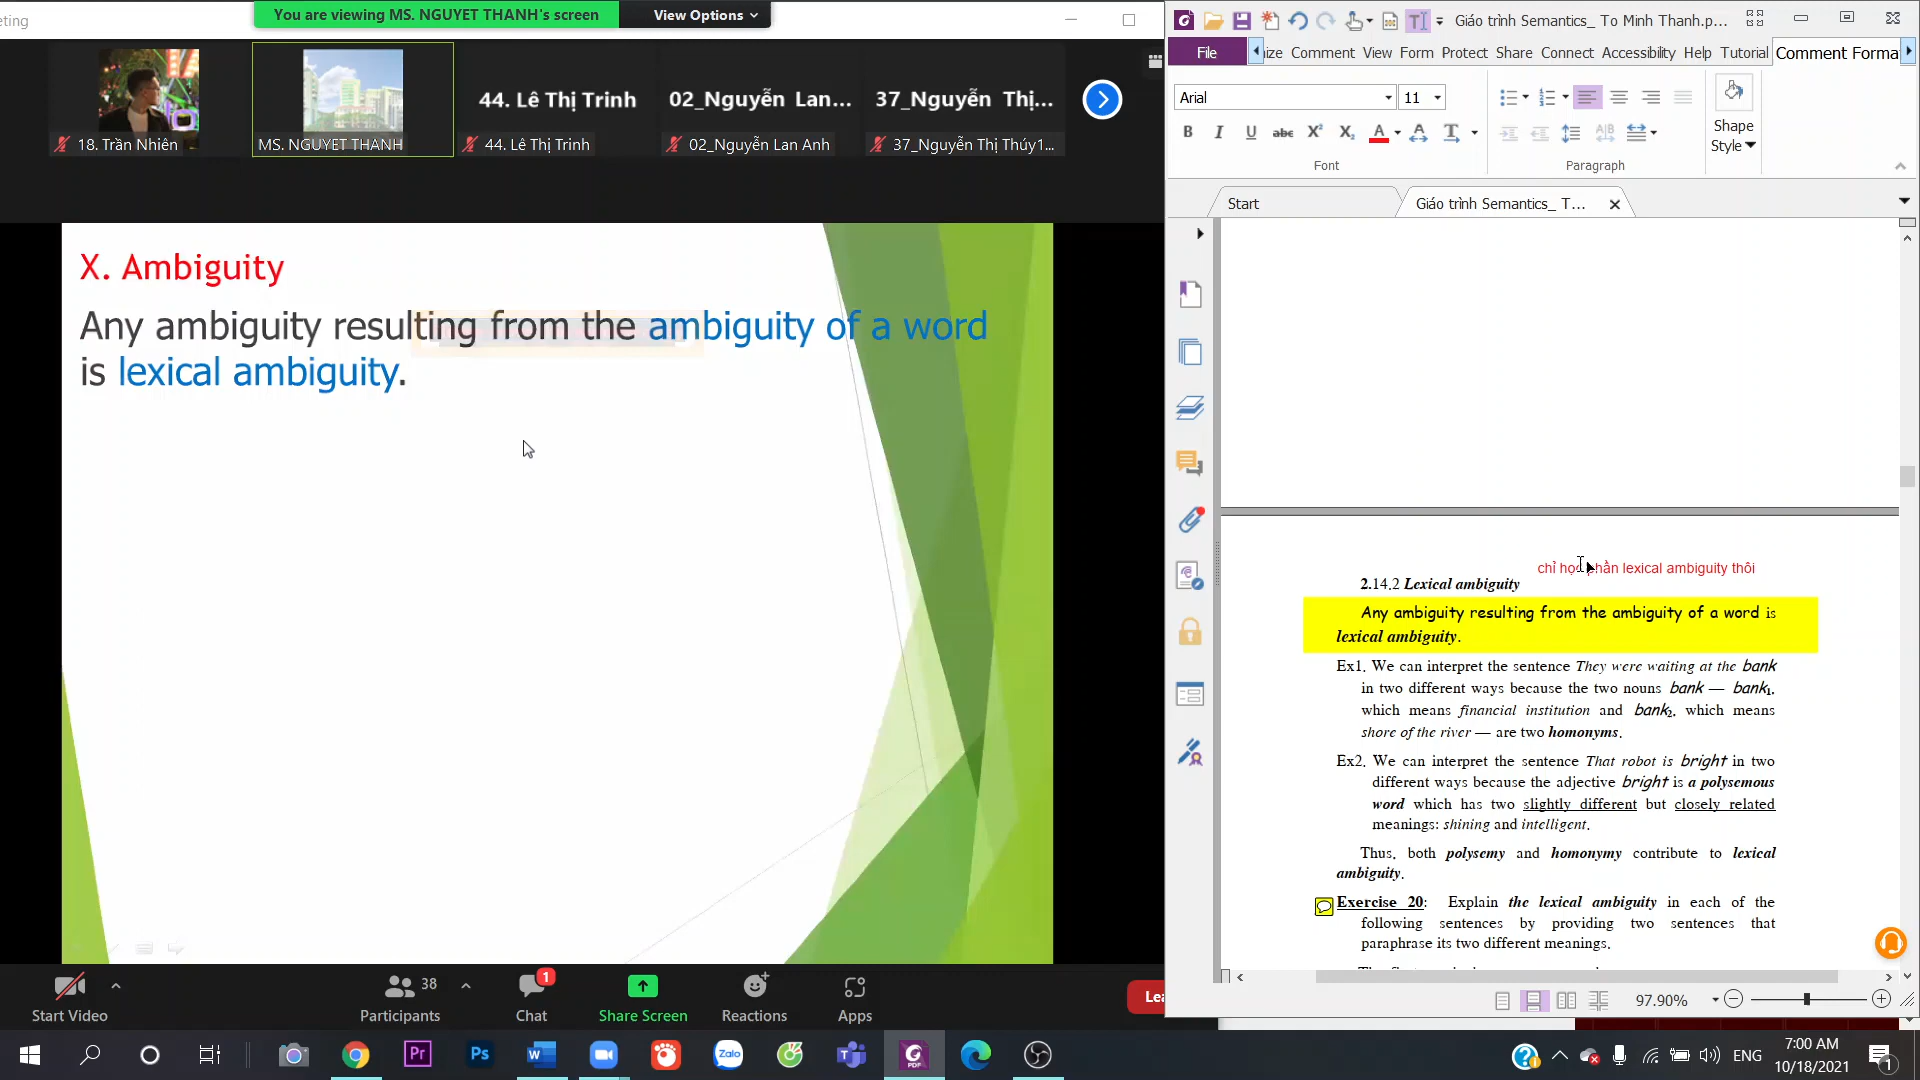 eting
You are viewing MS. NGUYET THANH's screen
View Options
18. Trần Nhiên
MS. NGUYET THANH
44. Lê Thị Trinh
44. Lê Thị Trinh
02_Nguyễn Lan...
02_Nguyễn Lan Anh
37_Nguyễn Thị...
37_Nguyễn Thị Thúy1...
X. Ambiguity
Any ambiguity resulting from the ambiguity of a word
is lexical ambiguity.
Start Video
38
Participants
1
Chat
Share Screen
Reactions
Apps
Lea
Giáo trình Semantics_ To Minh Thanh.p...
File
ize Comment View Form Protect Share Connect Accessibility Help Tutorial Comment Forma
Arial
11
Font
Paragraph
Shape
Style
Start
Giáo trình Semantics_ T...
chỉ học phần lexical ambiguity thôi
2.14.2 Lexical ambiguity
Any ambiguity resulting from the ambiguity of a word is
lexical ambiguity.
Ex1. We can interpret the sentence They were waiting at the bank
in two different ways because the two nouns bank — bank1,
which means financial institution and bank2, which means
shore of the river — are two homonyms.
Ex2. We can interpret the sentence That robot is bright in two
different ways because the adjective bright is a polysemous
word which has two slightly different but closely related
meanings: shining and intelligent.
Thus, both polysemy and homonymy contribute to lexical
ambiguity.
Exercise 20: Explain the lexical ambiguity in each of the
following sentences by providing two sentences that
paraphrase its two different meanings.
97.90%
Pr
Ps
Zalo
PDF
ENG
7:00 AM
10/18/2021
1